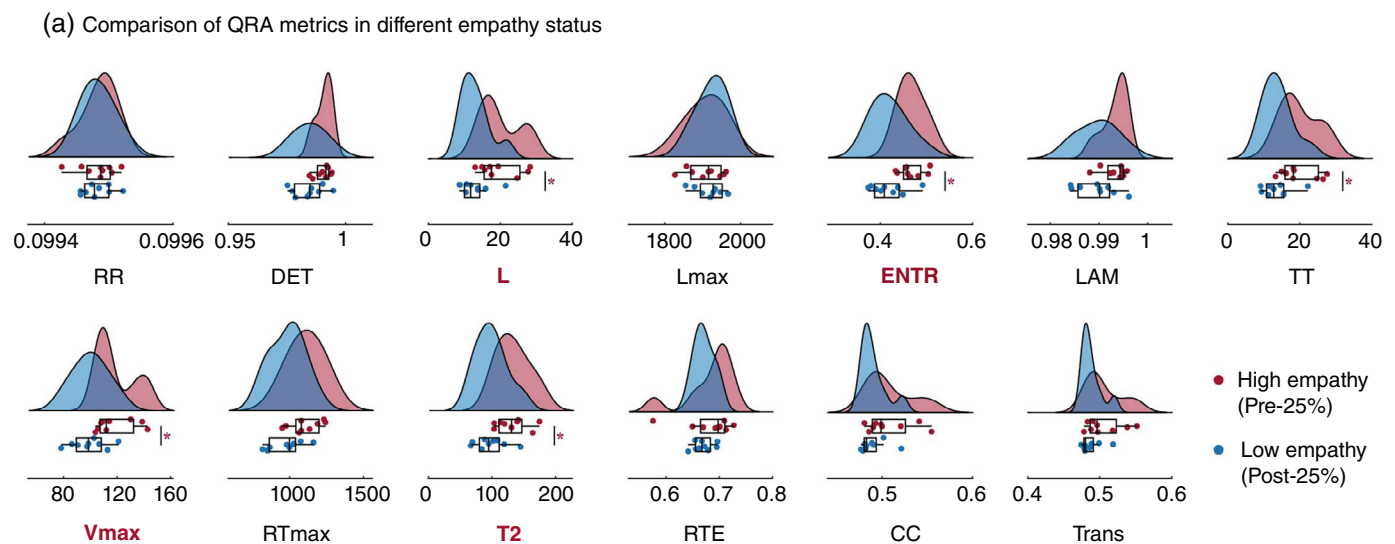 (a) Comparison of QRA metrics in different empathy status
* * *
0.0994 0.0996 0.95 1 0 20 40 1800 2000 0.4 0.6 0.98 0.99 1 0 20 40
RR DET L Lmax ENTR LAM TT
* *
80 120 160 1000 1500 0 100 200 0.6 0.7 0.8 0.5 0.6 0.4 0.5 0.6
Vmax RTmax T2 RTE CC Trans
High empathy
(Pre-25%)
Low empathy
(Post-25%)